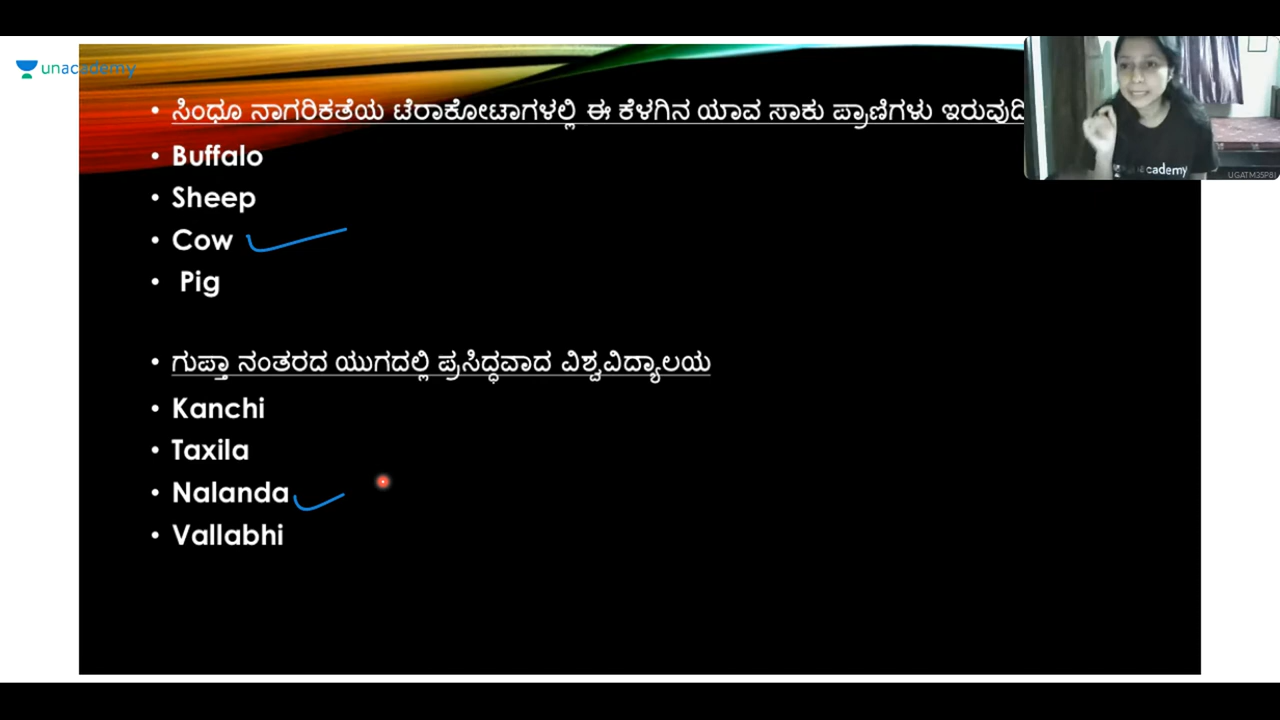 unacademy
• ಸಿಂಧೂ ನಾಗರಿಕತೆಯ ಟೆರಾಕೋಟಾಗಳಲ್ಲಿ ಈ ಕೆಳಗಿನ ಯಾವ ಸಾಕು ಪ್ರಾಣಿಗಳು
• Buffalo
• Sheep
• Cow
• Pig
• ಗುಪ್ತಾ ನಂತರದ ಯುಗದಲ್ಲಿ ಪ್ರಸಿದ್ಧವಾದ ವಿಶ್ವವಿದ್ಯಾಲಯ
• Kanchi
• Taxila
• Nalanda
• Vallabhi
UGATM35P8J